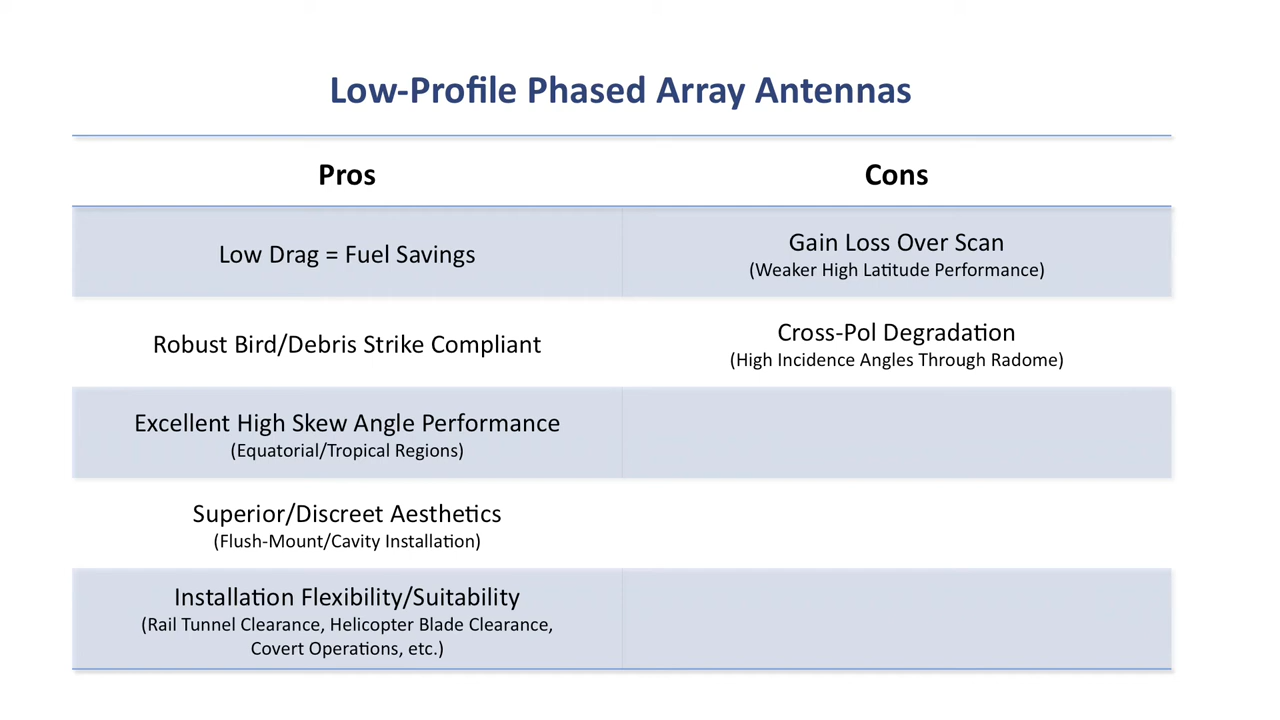 Low-Profile Phased Array Antennas
Pros
Cons
Low Drag = Fuel Savings
Gain Loss Over Scan
(Weaker High Latitude Performance)
Robust Bird/Debris Strike Compliant
Cross-Pol Degradation
(High Incidence Angles Through Radome)
Excellent High Skew Angle Performance
(Equatorial/Tropical Regions)
Superior/Discreet Aesthetics
(Flush-Mount/Cavity Installation)
Installation Flexibility/Suitability
(Rail Tunnel Clearance, Helicopter Blade Clearance,
Covert Operations, etc.)